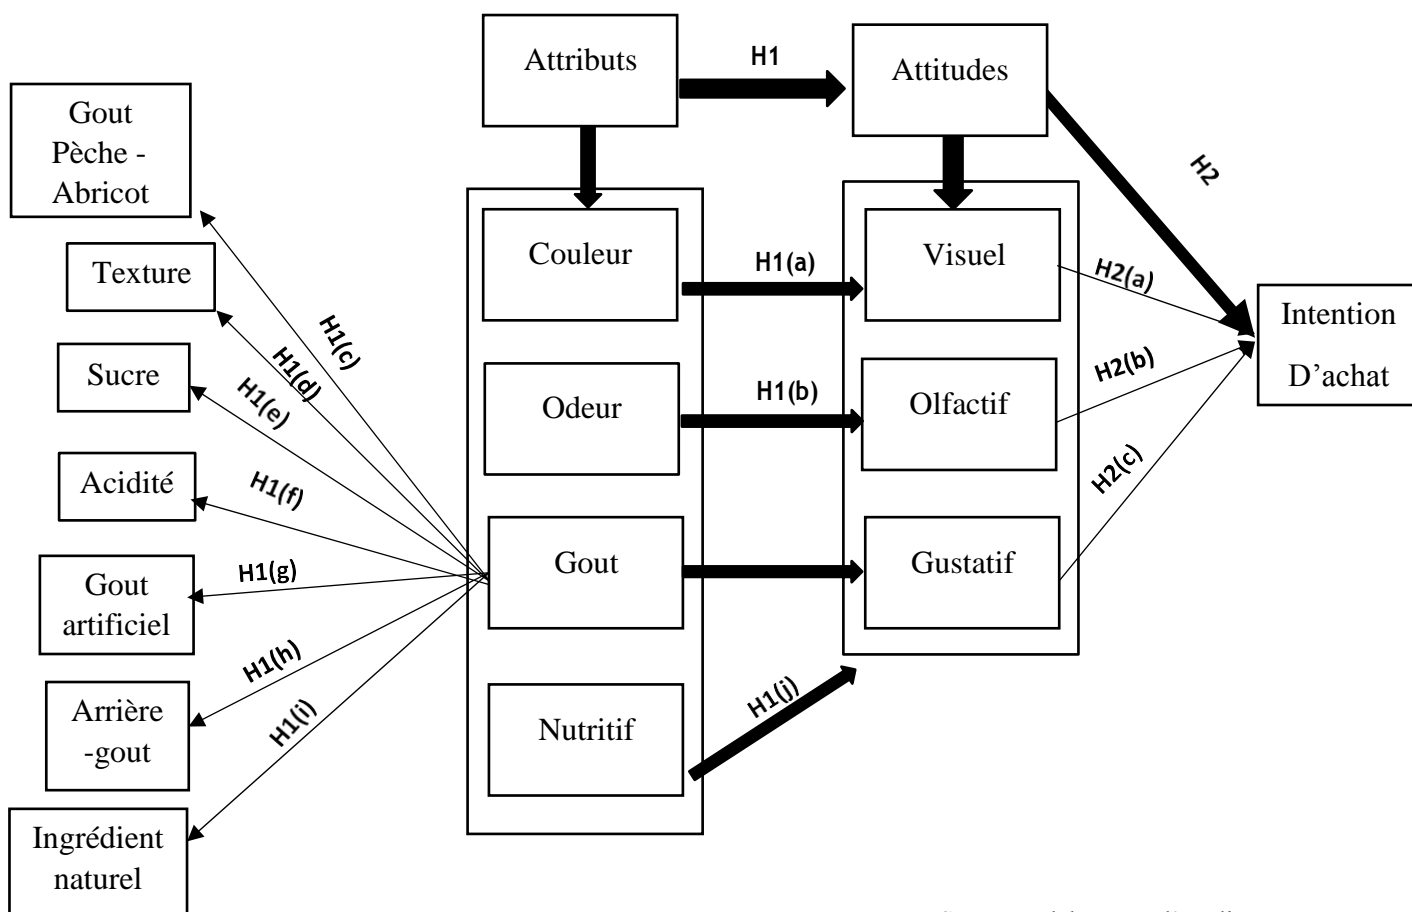 Attributs
H1
Attitudes
H2
Gout
Pèche -
Abricot
Texture
Sucre
Acidité
Gout
artificiel
Arrière
-gout
Ingrédient
naturel
H1(c)
H1(d)
H1(e)
H1(f)
H1(g)
H1(h)
H1(i)
Couleur
Odeur
Gout
Nutritif
H1(a)
H1(b)
H1(j)
Visuel
Olfactif
Gustatif
H2(a)
H2(b)
H2(c)
Intention
D'achat